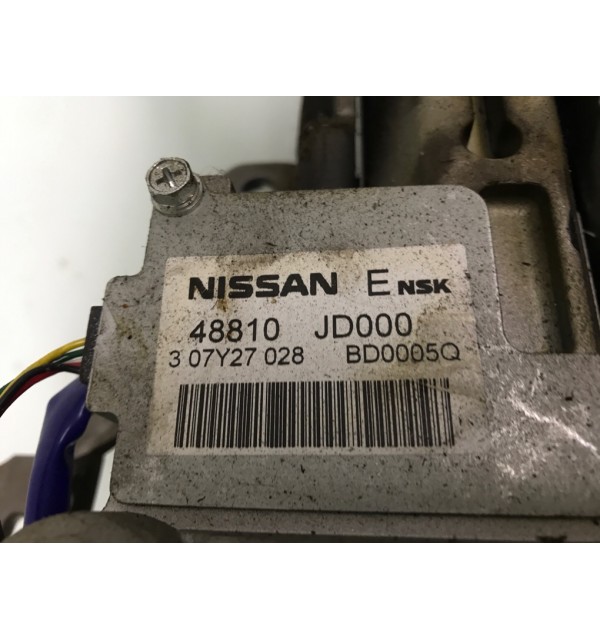 NISSAN E NSK
48810 JD000
3 07Y27 028 BD0005Q